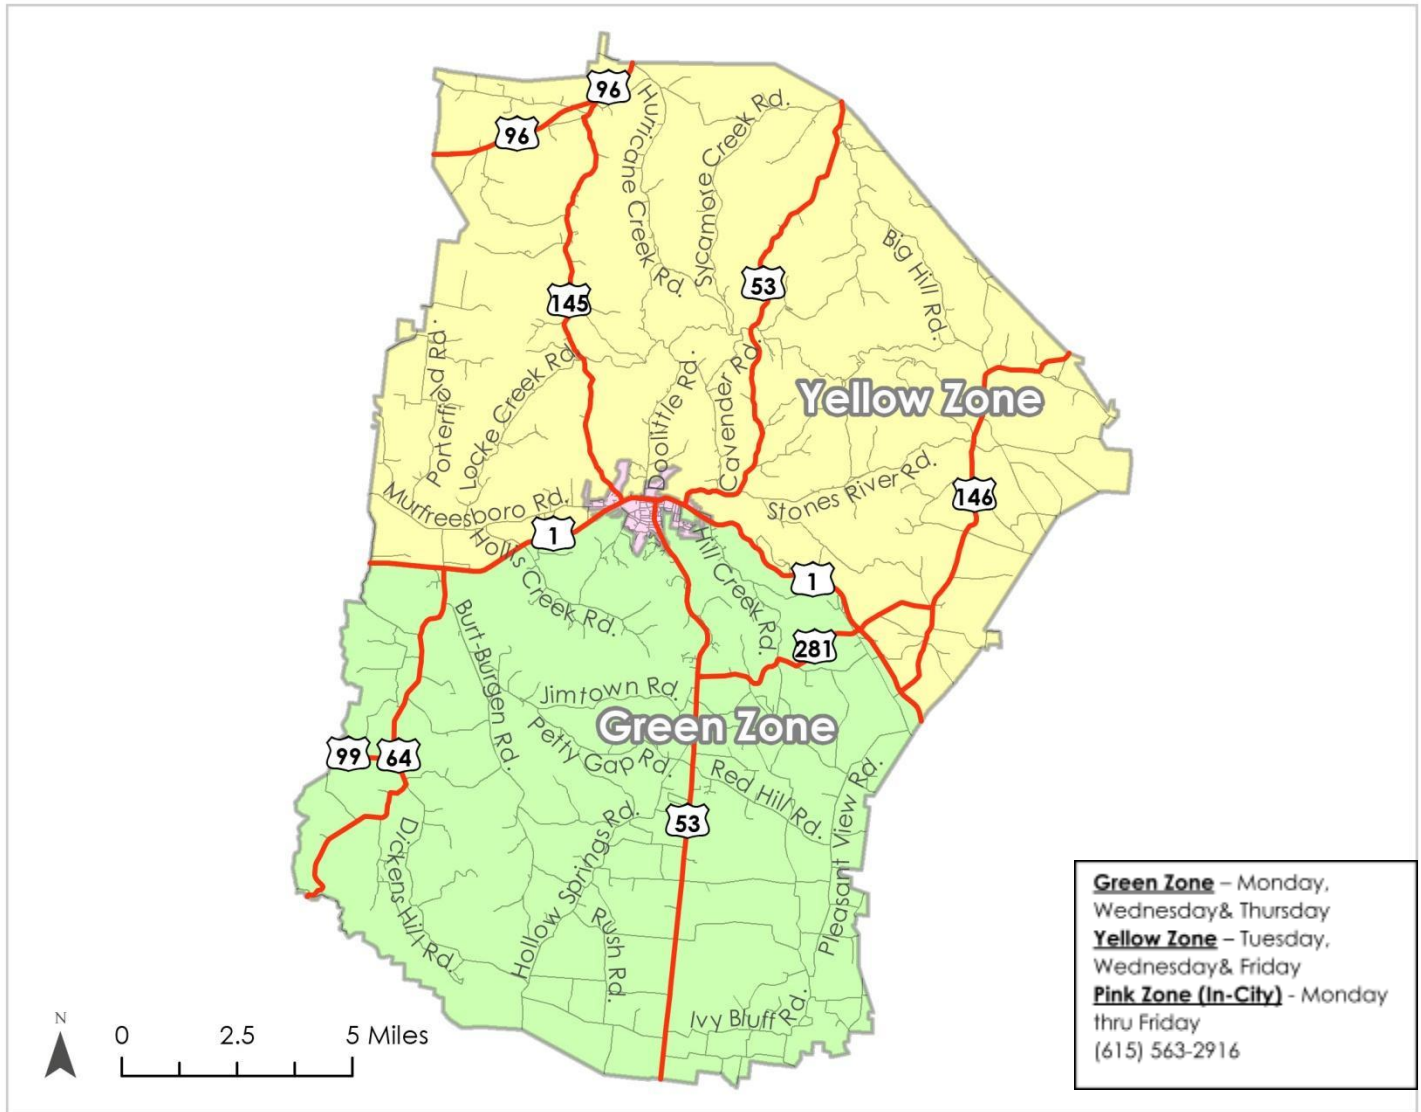 96
96
Hurricane Creek Rd.
Sycamore Creek Rd.
53
145
Big Hill Rd.
Porterfield Rd.
Locke Creek Rd.
Doolittle Rd.
Cavender Rd.
Yellow Zone
Murfreesboro Rd.
Stones River Rd.
146
1
Hollis Creek Rd.
Hill Creek Rd.
1
281
Burt-Burgen Rd.
Jimtown Rd.
Green Zone
99
64
Petty Gap Rd.
Red Hill Rd.
Pleasant View Rd.
53
Dickens Hill Rd.
Hollow Springs Rd.
Rush Rd.
Ivy Bluff Rd.
N
0 2.5 5 Miles
Green Zone – Monday,
Wednesday& Thursday
Yellow Zone – Tuesday,
Wednesday& Friday
Pink Zone (In-City) - Monday
thru Friday
(615) 563-2916